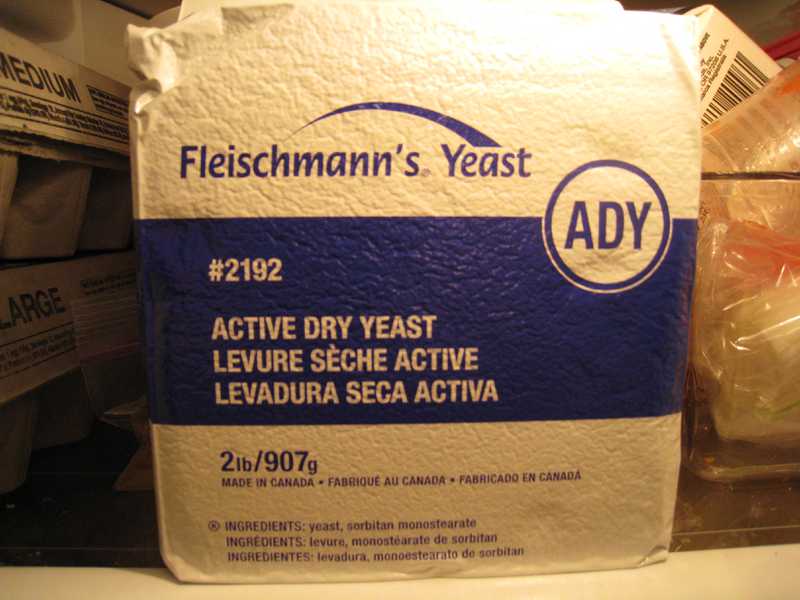 MEDIUM
LARGE
Fleischmann's® Yeast
ADY
#2192
ACTIVE DRY YEAST
LEVURE SÈCHE ACTIVE
LEVADURA SECA ACTIVA
2lb/907g
MADE IN CANADA • FABRIQUÉ AU CANADA • FABRICADO EN CANADÁ
INGREDIENTS: yeast, sorbitan monostearate
INGRÉDIENTS: levure, monostéarate de sorbitan
INGREDIENTES: levadura, monoestearato de sorbitan